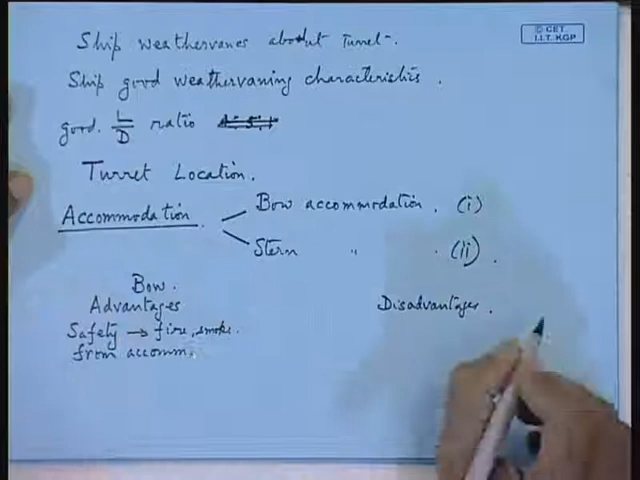 © CET
I.I.T. KGP
Ship weathervanes about Turret.
Ship good weathervaning characteristics.
good. L/D ratio
Turret Location.
Accommodation. Bow accommodation. (i)
Stern " . (ii).
Bow.
Advantages Disadvantages.
Safety → fire, smoke.
from accomm.